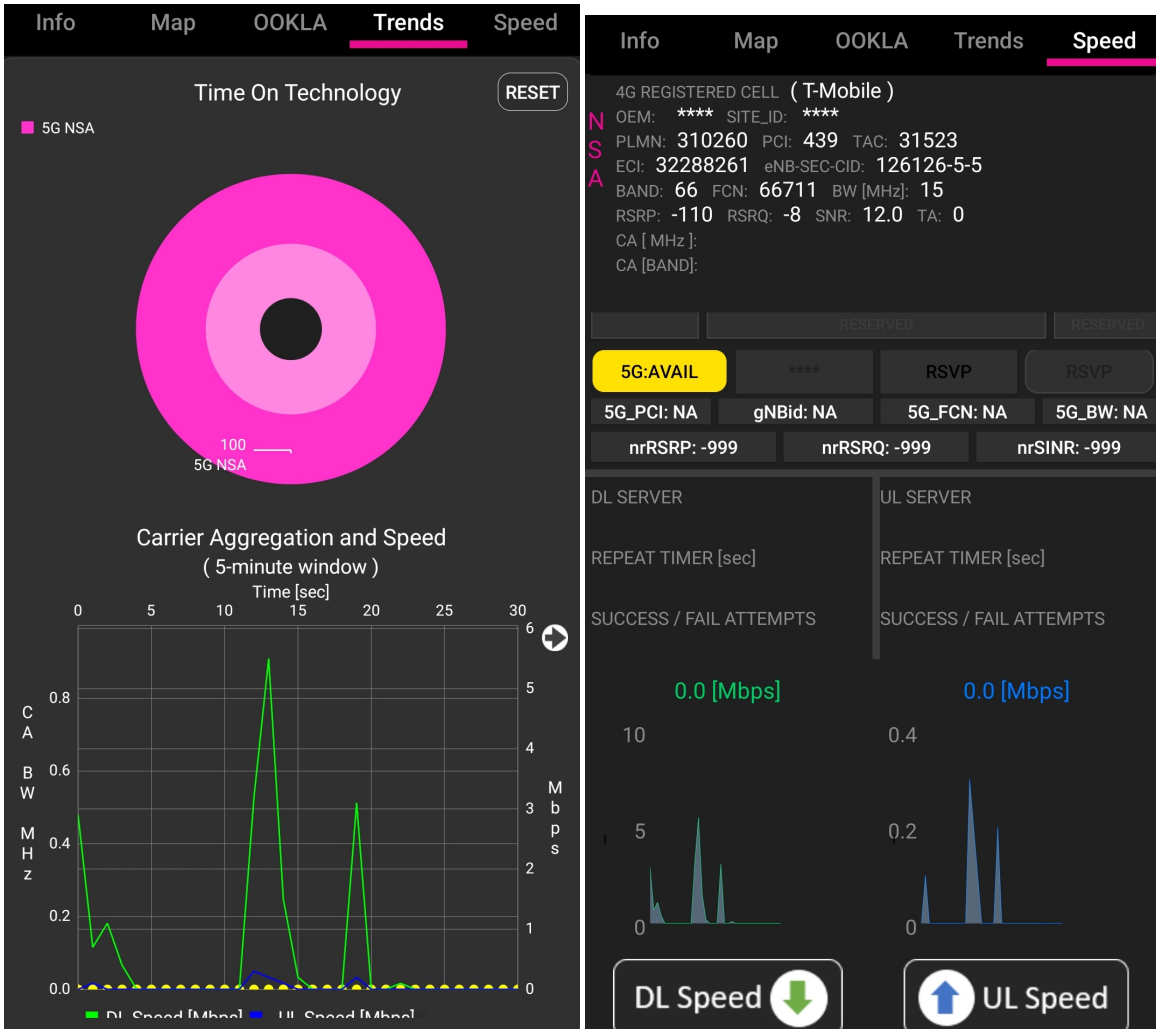 Info Map OOKLA Trends Speed
Time On Technology
RESET
5G NSA
100
5G NSA
Carrier Aggregation and Speed
( 5-minute window )
Time [sec]
0 5 10 15 20 25 30
6
5
0.8
C
A
4
B
W
0.6
M
b
p
s
3
M
H
z
0.4
2
0.2
1
0.0
0
DL Speed [Mbps] UL Speed [Mbps]
Info Map OOKLA Trends Speed
N
S
A
4G REGISTERED CELL ( T-Mobile )
OEM: **** SITE_ID: ****
PLMN: 310260 PCI: 439 TAC: 31523
ECI: 32288261 eNB-SEC-CID: 126126-5-5
BAND: 66 FCN: 66711 BW [MHz]: 15
RSRP: -110 RSRQ: -8 SNR: 12.0 TA: 0
CA [ MHz ]:
CA [BAND]:
RESERVED RESERVED
5G:AVAIL **** RSVP RSVP
5G_PCI: NA gNBid: NA 5G_FCN: NA 5G_BW: NA
nrRSRP: -999 nrRSRQ: -999 nrSINR: -999
DL SERVER UL SERVER
REPEAT TIMER [sec] REPEAT TIMER [sec]
SUCCESS / FAIL ATTEMPTS SUCCESS / FAIL ATTEMPTS
0.0 [Mbps] 0.0 [Mbps]
10 0.4
5 0.2
0 0
DL Speed UL Speed